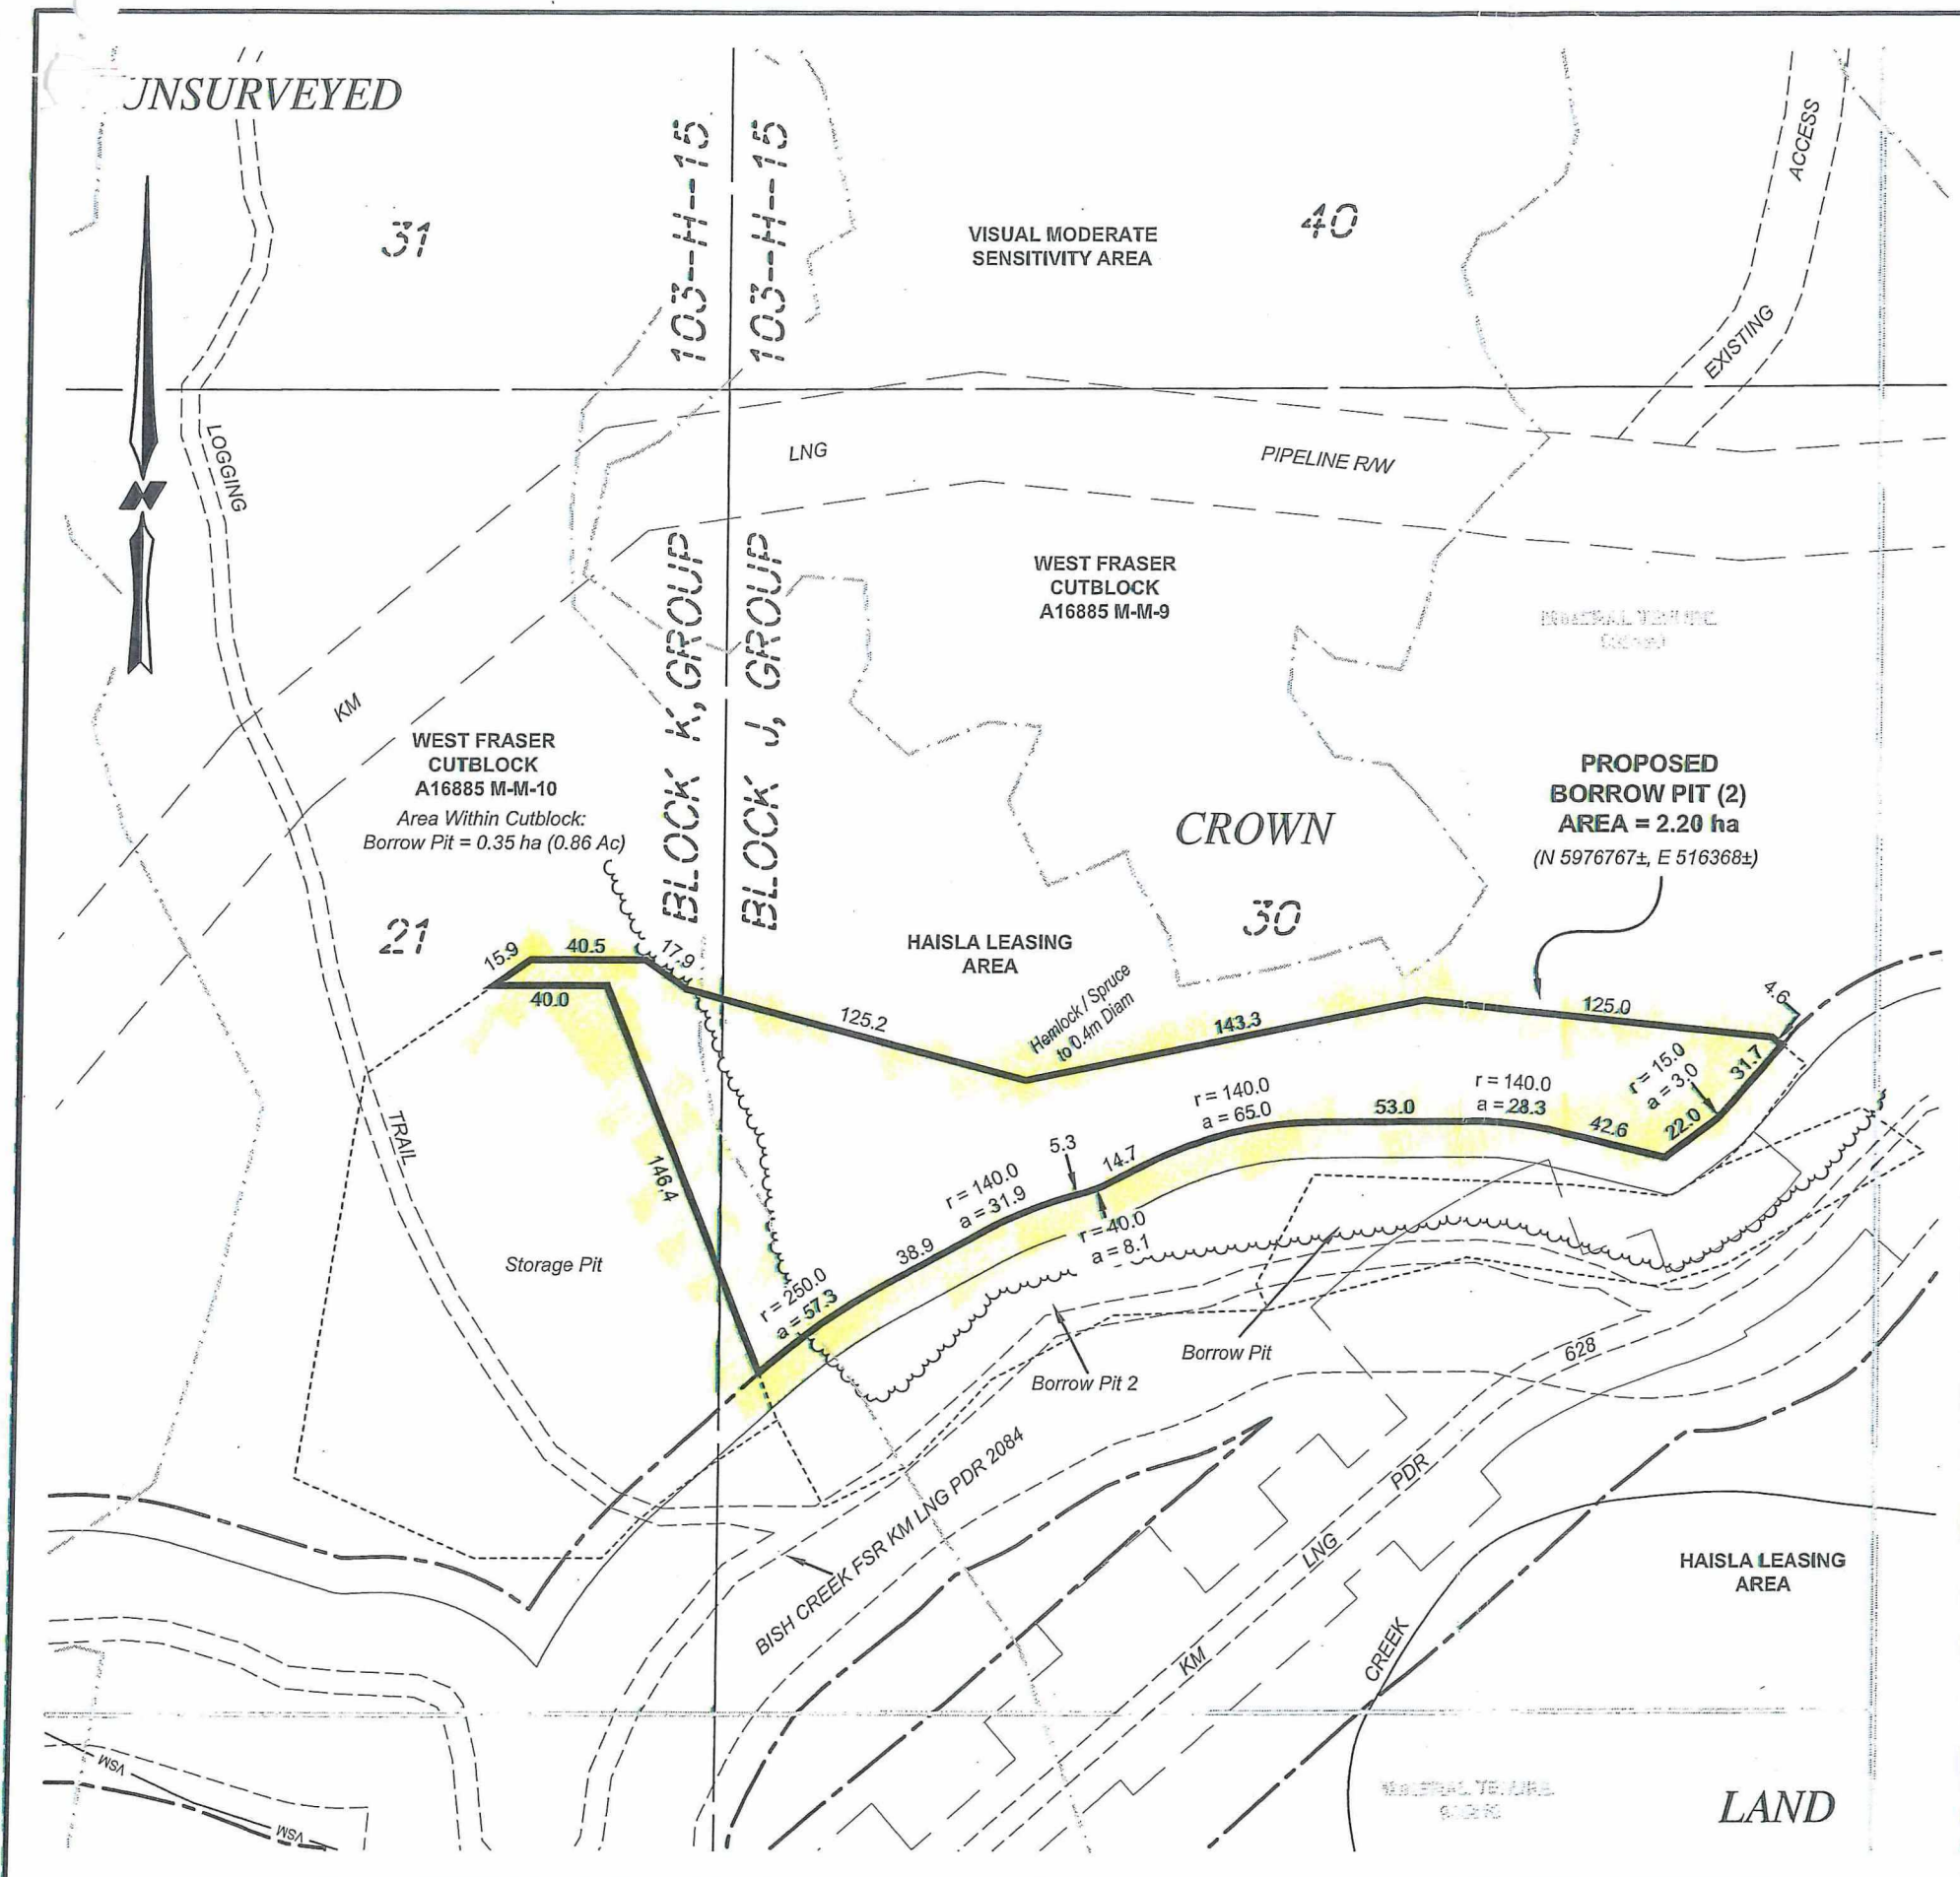 UNSURVEYED
ACCESS
103-H-15
103-H-15
31
40
VISUAL MODERATE
SENSITIVITY AREA
EXISTING
LOGGING
LNG
PIPELINE R/W
WEST FRASER
CUTBLOCK
A16885 M-M-9
BLOCK K, GROUP
BLOCK J, GROUP
KM
WEST FRASER
CUTBLOCK
A16885 M-M-10
Area Within Cutblock:
Borrow Pit = 0.35 ha (0.86 Ac)
PROPOSED
BORROW PIT (2)
AREA = 2.20 ha
(N 5976767±, E 516368±)
CROWN
21
30
HAISLA LEASING
AREA
15.9
40.5
17.9
40.0
125.2
Hemlock / Spruce
to 0.4m Diam
143.3
125.0
4.6
31.7
r = 15.0
a = 3.0
22.0
42.6
r = 140.0
a = 28.3
53.0
r = 140.0
a = 65.0
14.7
5.3
r = 40.0
a = 8.1
r = 140.0
a = 31.9
38.9
r = 250.0
a = 57.3
146.4
TRAIL
Storage Pit
Borrow Pit
Borrow Pit 2
628
BISH CREEK FSR KM LNG PDR 2084
PDR
LNG
KM
CREEK
HAISLA LEASING
AREA
VSM
VSM
LAND